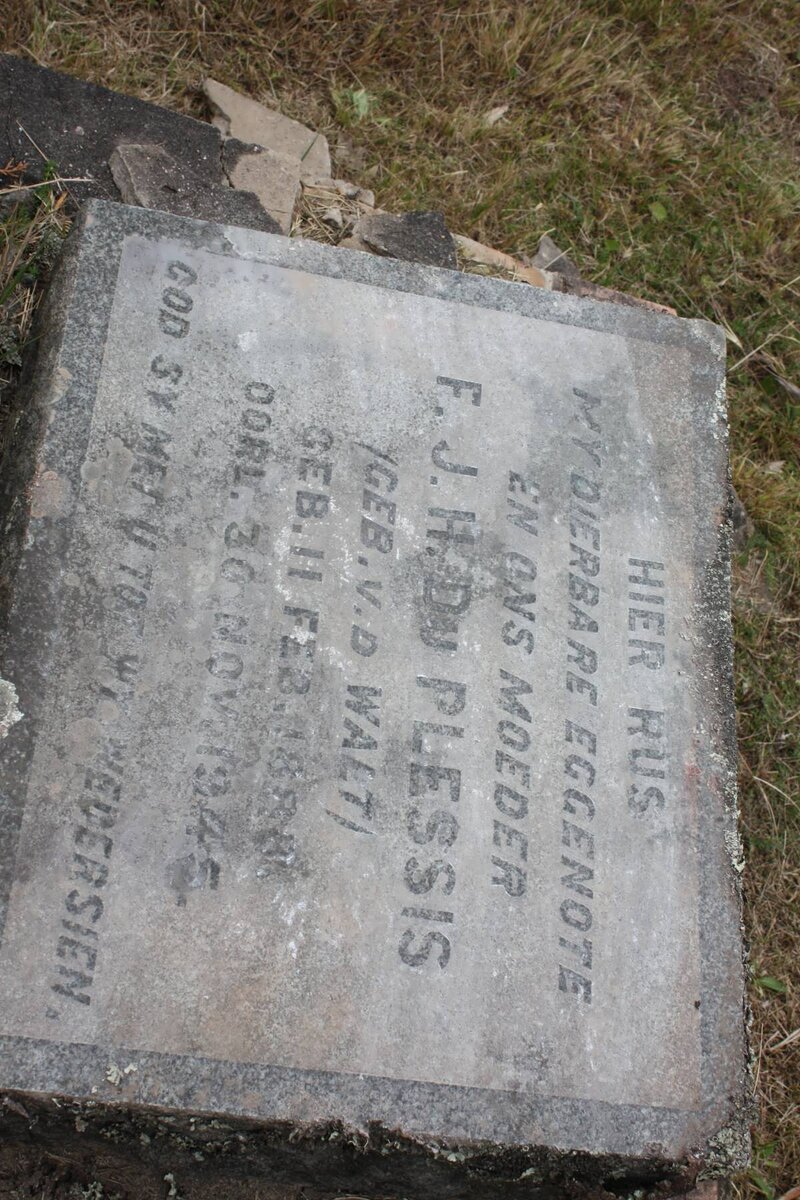 HIER RUS
MY DIERBARE EGGENOTE
EN ONS MOEDER
F. J. H. DU PLESSIS
(GEB. V. D. WALT)
GEB. 11 FEB.
OORL. 30 NOV. 1945
GOD SY MET U TOT WY WEDERSIEN.